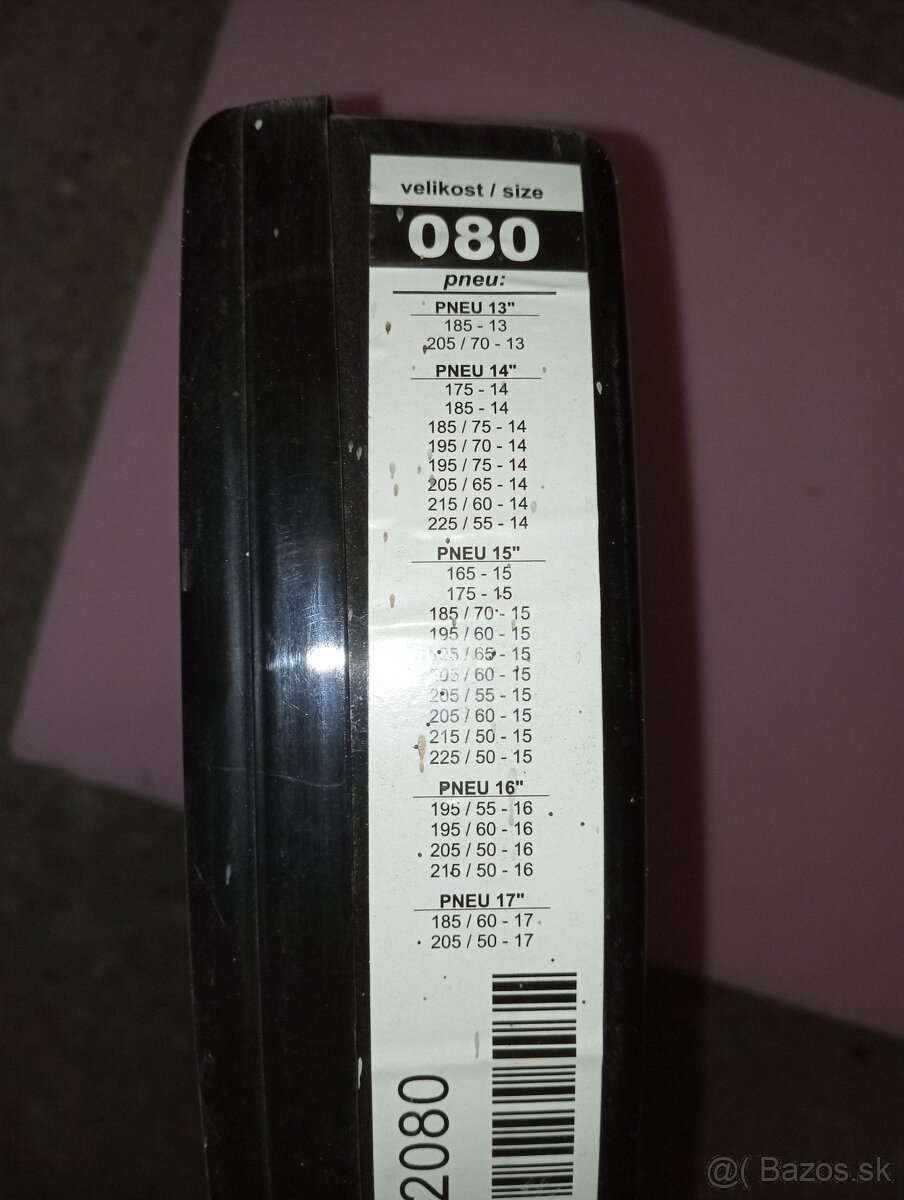 velikost / size
080
pneu:
PNEU 13"
185 - 13
205 / 70 - 13
PNEU 14"
175 - 14
185 - 14
185 / 75 - 14
195 / 70 - 14
195 / 75 - 14
205 / 65 - 14
215 / 60 - 14
225 / 55 - 14
PNEU 15"
165 - 15
175 - 15
185 / 70 - 15
195 / 60 - 15
/ 65 - 15
/ 60 - 15
205 / 55 - 15
205 / 60 - 15
215 / 50 - 15
225 / 50 - 15
PNEU 16"
195 / 55 - 16
195 / 60 - 16
205 / 50 - 16
215 / 50 - 16
PNEU 17"
185 / 60 - 17
205 / 50 - 17
2080
@( Bazos.sk